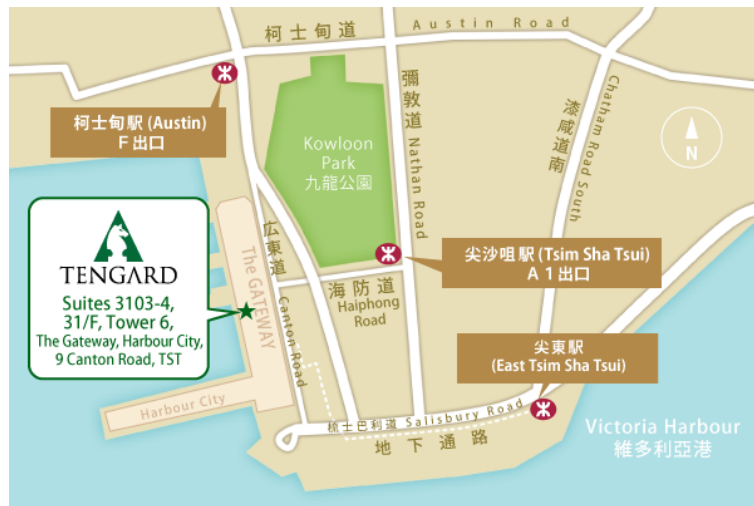 柯士甸道 Austin Road
柯士甸駅 (Austin)
F 出口
Kowloon
Park
九龍公園
彌敦道 Nathan Road
漆咸道南
Chatham Road South
N
TENGARD
Suites 3103-4,
31/F, Tower 6,
The Gateway, Harbour City,
9 Canton Road, TST
The GATEWAY
広東道
Canton Road
海防道
Haiphong
Road
尖沙咀駅 (Tsim Sha Tsui)
A 1 出口
尖東駅
(East Tsim Sha Tsui)
Harbour City
梳士巴利道 Salisbury Road
地下通路
Victoria Harbour
維多利亞港